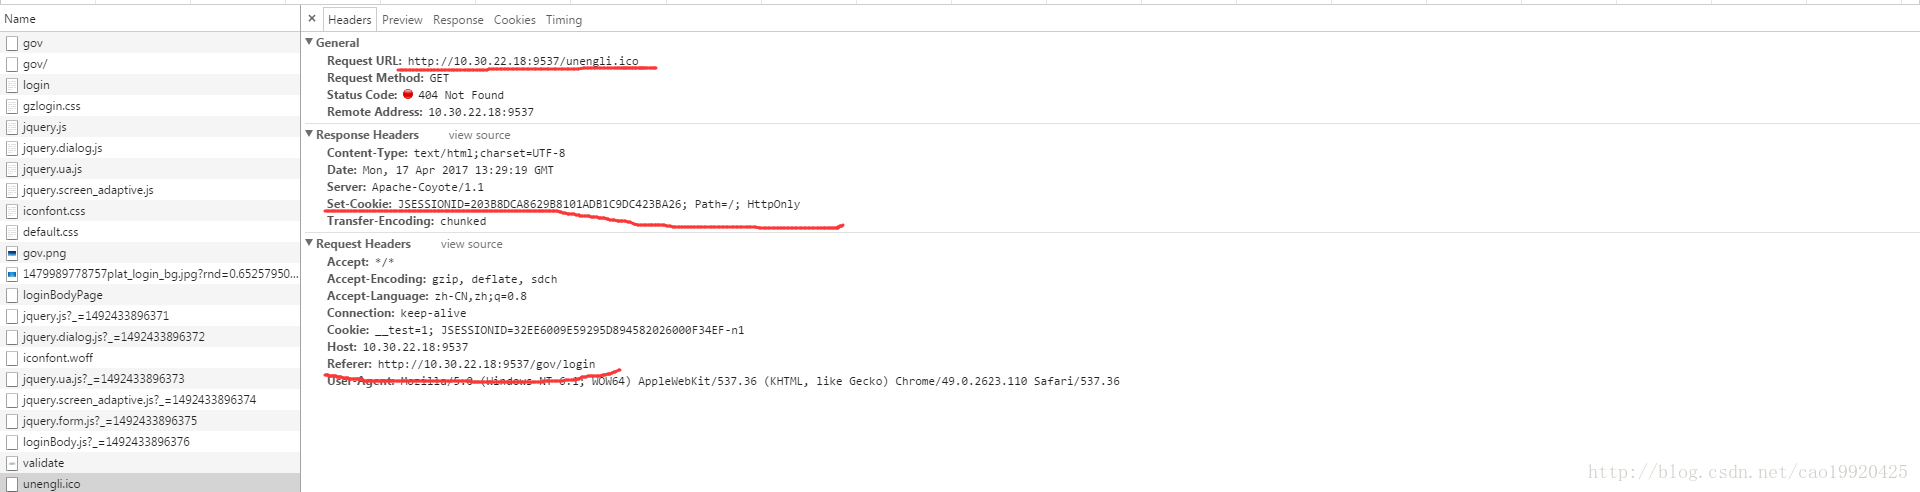 Name
gov
gov/
login
gzlogin.css
jquery.js
jquery.dialog.js
jquery.ua.js
jquery.screen_adaptive.js
iconfont.css
default.css
gov.png
1479989778757plat_login_bg.jpg?rnd=0.65257950...
loginBodyPage
jquery.js?_=1492433896371
jquery.dialog.js?_=1492433896372
iconfont.woff
jquery.ua.js?_=1492433896373
jquery.screen_adaptive.js?_=1492433896374
jquery.form.js?_=1492433896375
loginBody.js?_=1492433896376
validate
unengli.ico
× Headers Preview Response Cookies Timing
General
Request URL: http://10.30.22.18:9537/unengli.ico
Request Method: GET
Status Code: 404 Not Found
Remote Address: 10.30.22.18:9537
Response Headers view source
Content-Type: text/html;charset=UTF-8
Date: Mon, 17 Apr 2017 13:29:19 GMT
Server: Apache-Coyote/1.1
Set-Cookie: JSESSIONID=203B8DCA8629B8101ADB1C9DC423BA26; Path=/; HttpOnly
Transfer-Encoding: chunked
Request Headers view source
Accept: */*
Accept-Encoding: gzip, deflate, sdch
Accept-Language: zh-CN,zh;q=0.8
Connection: keep-alive
Cookie: __test=1; JSESSIONID=32EE6009E59295D894582026000F34EF-n1
Host: 10.30.22.18:9537
Referer: http://10.30.22.18:9537/gov/login
User-Agent: Mozilla/5.0 (Windows NT 6.1; WOW64) AppleWebKit/537.36 (KHTML, like Gecko) Chrome/49.0.2623.110 Safari/537.36
http://blog.csdn.net/cao19920425